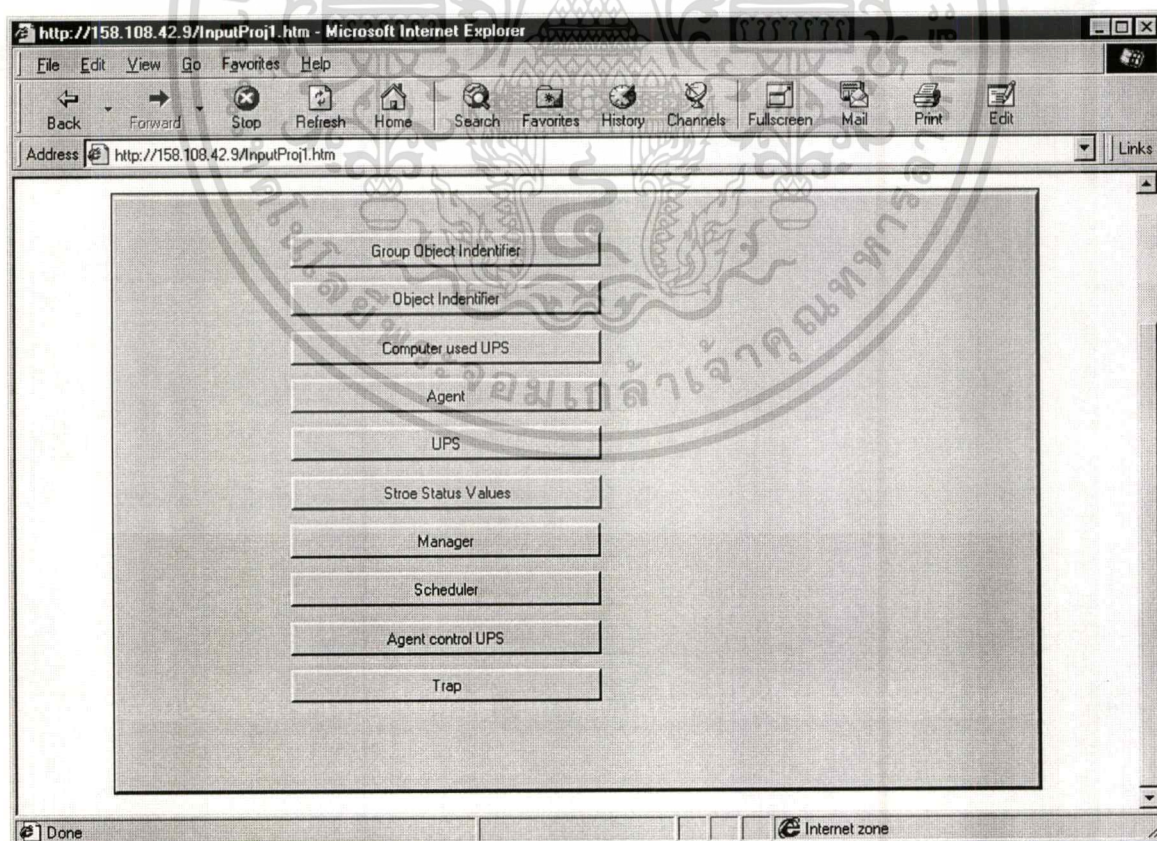 http://158.108.42.9/InputProj1.htm - Microsoft Internet Explorer
File Edit View Go Favorites Help
Back Forward Stop Refresh Home Search Favorites History Channels Fullscreen Mail Print Edit
Address http://158.108.42.9/InputProj1.htm Links
Group Object Indentifier
Object Indentifier
Computer used UPS
Agent
UPS
Stroe Status Values
Manager
Scheduler
Agent control UPS
Trap
Done Internet zone